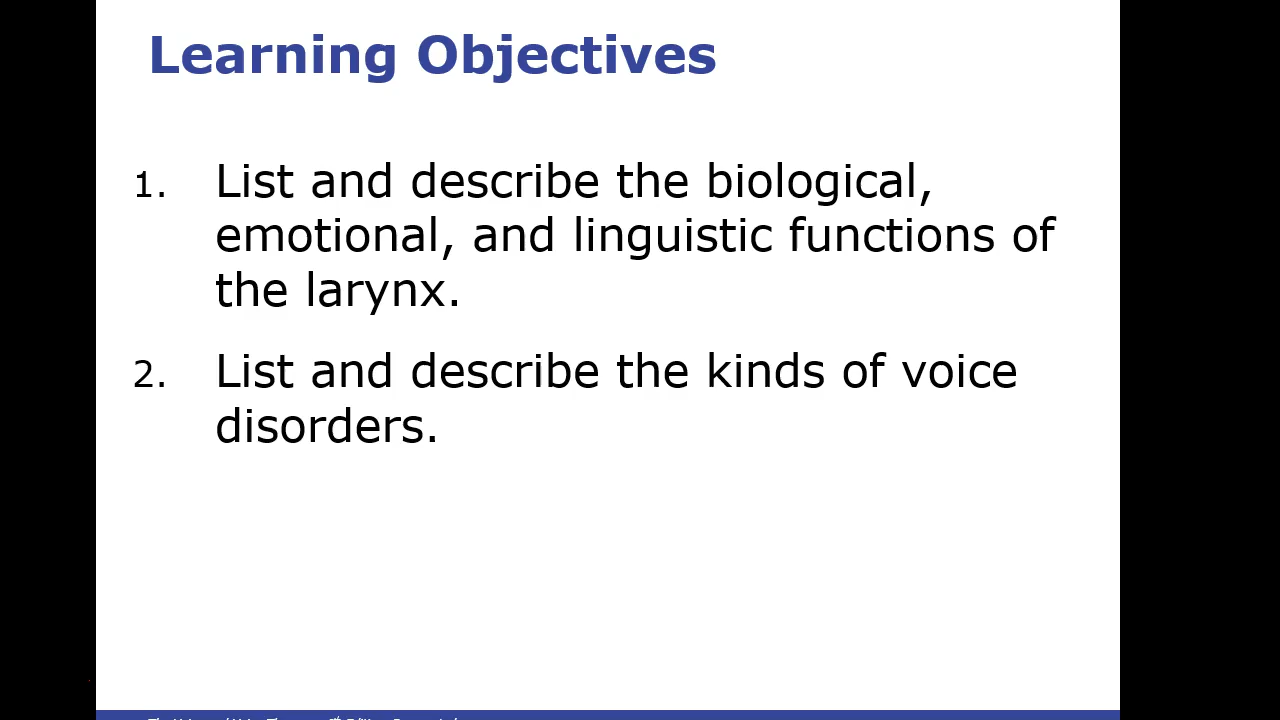 Learning Objectives
1. List and describe the biological,
emotional, and linguistic functions of
the larynx.
2. List and describe the kinds of voice
disorders.